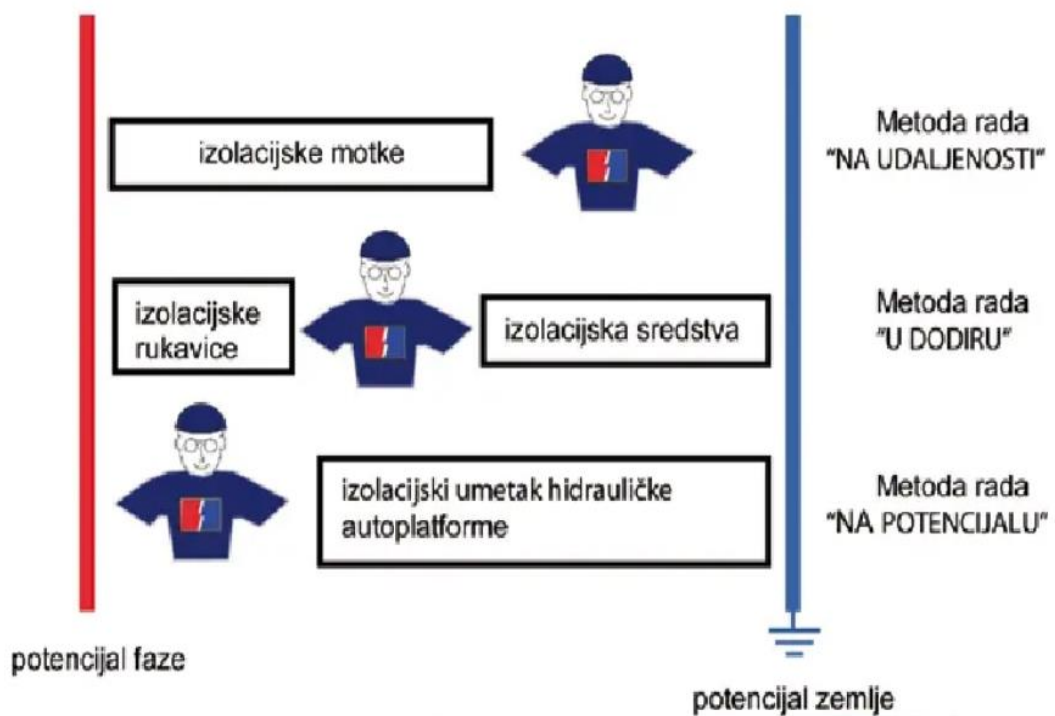 izolacijske motke
Metoda rada
"NA UDALJENOSTI"
izolacijske
rukavice
izolacijska sredstva
Metoda rada
"U DODIRU"
izolacijski umetak hidrauličke
autoplatforme
Metoda rada
"NA POTENCIJALU"
potencijal faze
potencijal zemlje